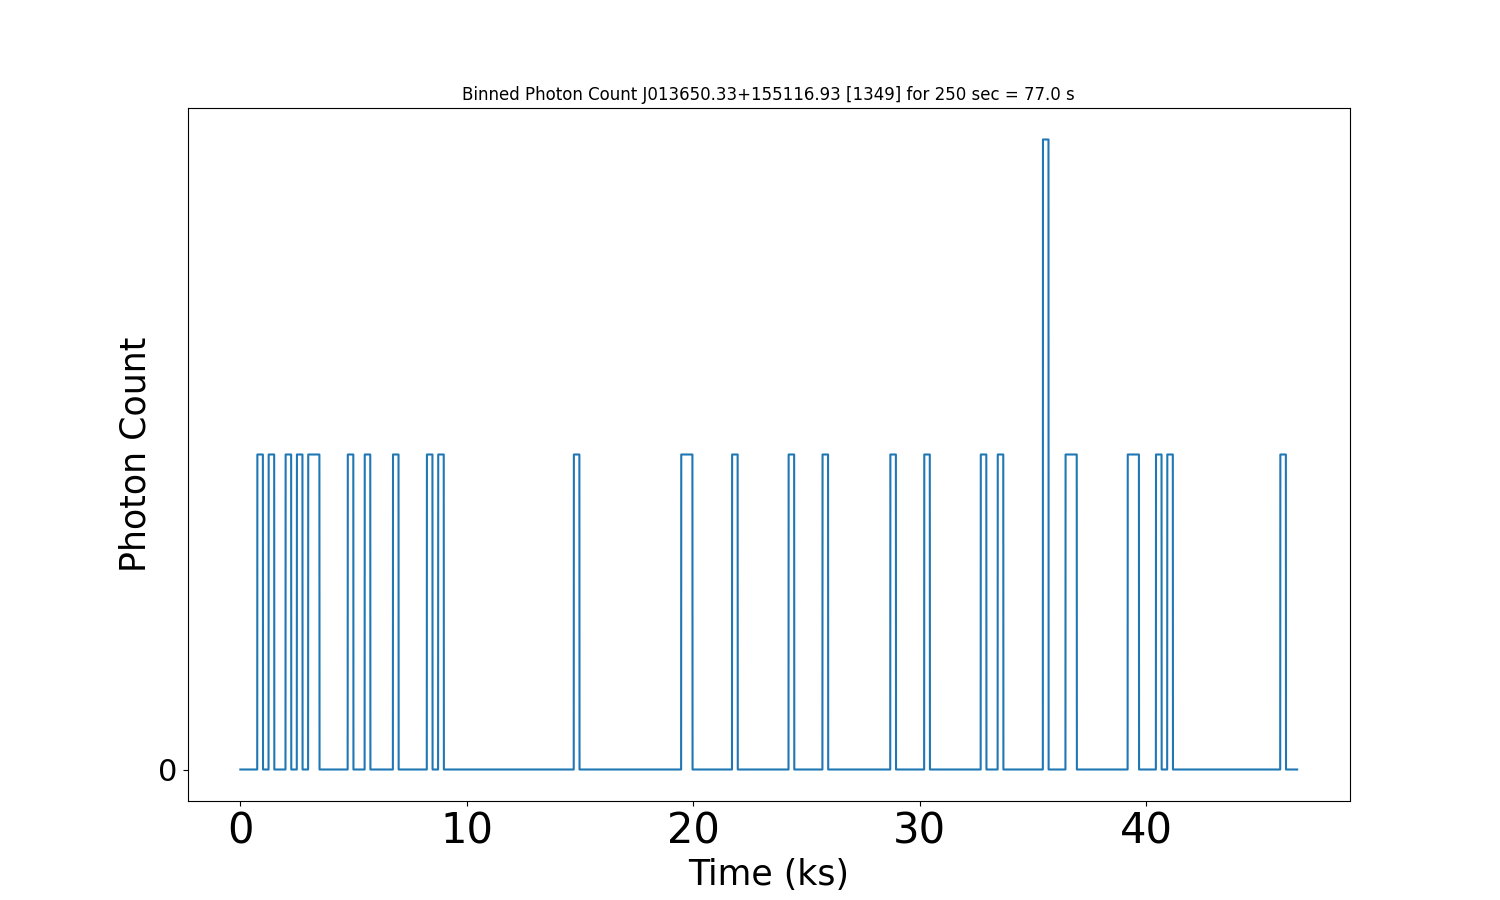 Binned Photon Count J013650.33+155116.93 [1349] for 250 sec = 77.0 s
Photon Count
0
0 10 20 30 40
Time (ks)